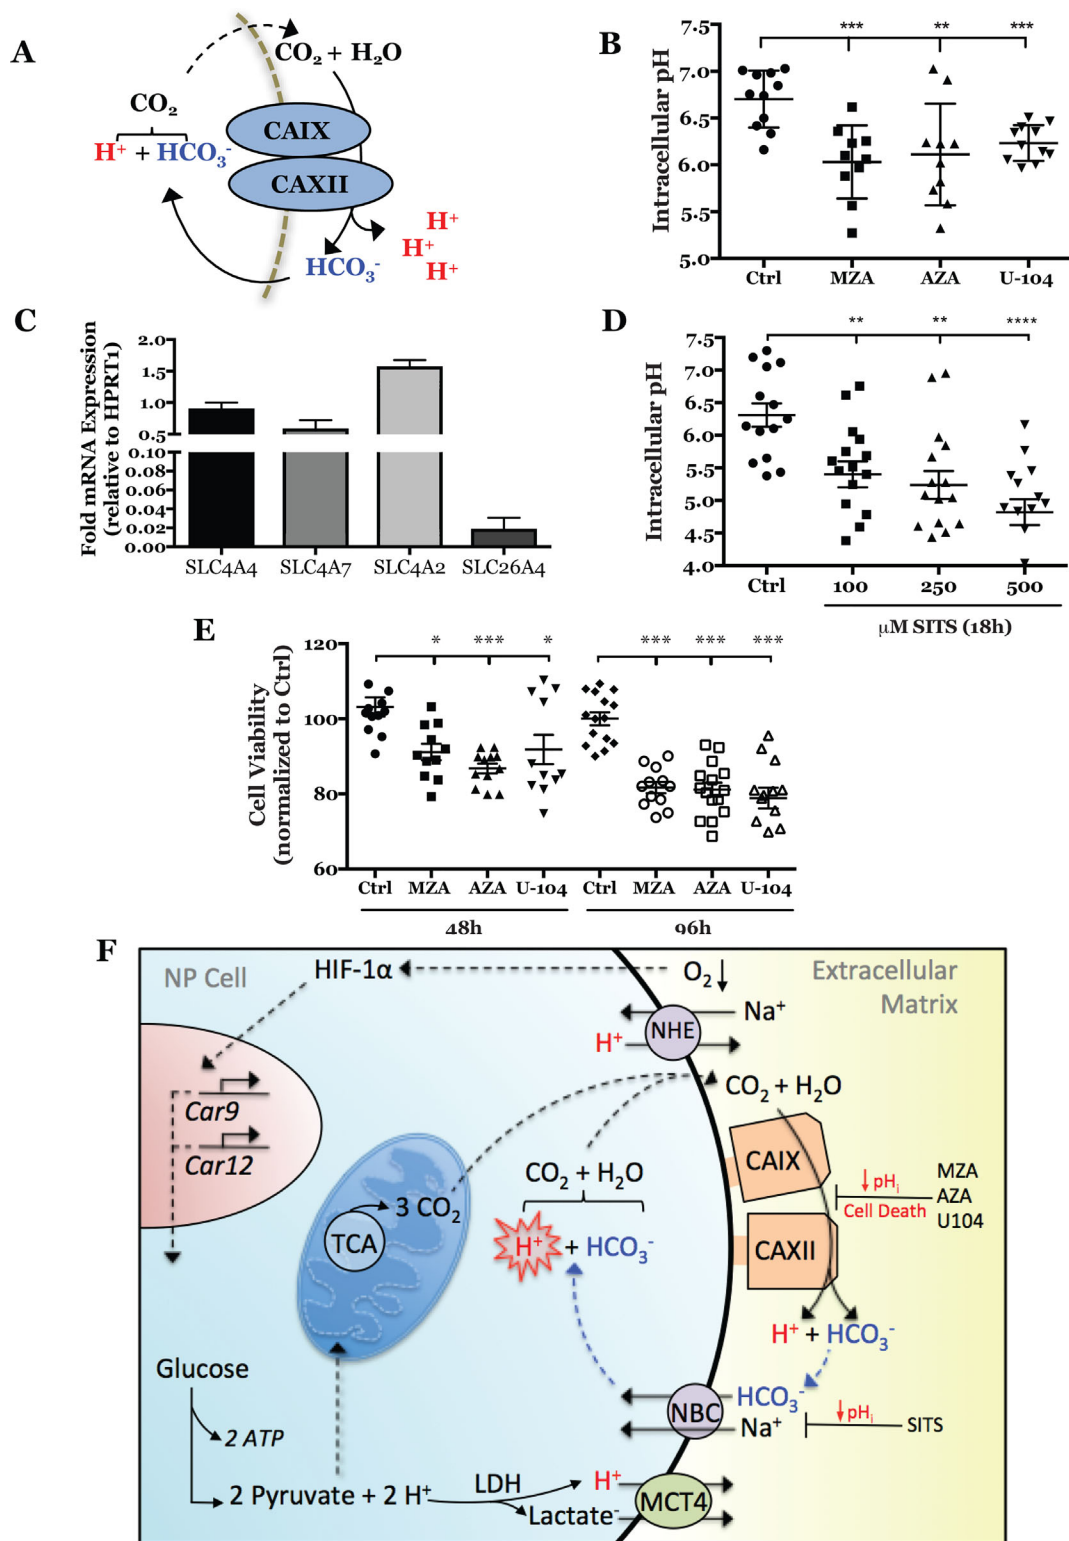 A
CO₂ + H₂O
CO₂
H⁺ + HCO₃⁻
CAIX
CAXII
H⁺
H⁺
H⁺
HCO₃⁻
B
Intracellular pH
7.5
7.0
6.5
6.0
5.5
5.0
*** ** ***
Ctrl MZA AZA U-104
C
Fold mRNA Expression
(relative to HPRT1)
2.0
1.5
1.0
0.5
0.10
0.08
0.06
0.04
0.02
0.00
SLC4A4 SLC4A7 SLC4A2 SLC26A4
D
Intracellular pH
7.5
7.0
6.5
6.0
5.5
5.0
4.5
4.0
** ** ****
Ctrl 100 250 500
µM SITS (18h)
E
Cell Viability
(normalized to Ctrl)
120
100
80
60
* *** * *** *** ***
Ctrl MZA AZA U-104 Ctrl MZA AZA U-104
48h 96h
F
NP Cell
HIF-1α
O₂ ↓
Extracellular
Matrix
Na⁺
NHE
H⁺
CO₂ + H₂O
Car9
Car12
CAIX
CO₂ + H₂O
3 CO₂
TCA
H⁺ + HCO₃⁻
↓ pHᵢ
Cell Death
MZA
AZA
U104
CAXII
H⁺ + HCO₃⁻
Glucose
HCO₃⁻
NBC
Na⁺
↓ pHᵢ
SITS
2 ATP
2 Pyruvate + 2 H⁺
LDH
H⁺
Lactate⁻
MCT4